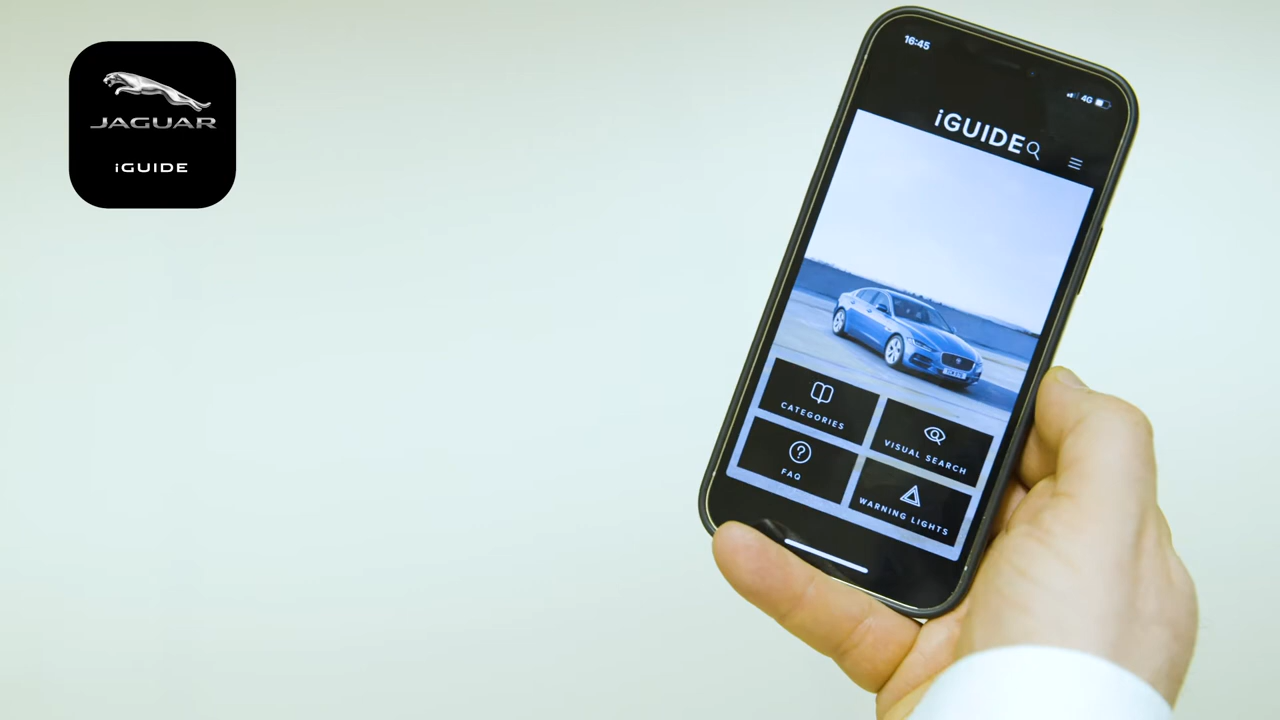 JAGUAR
iGUIDE
16:45
4G
iGUIDE
CATEGORIES
VISUAL SEARCH
FAQ
WARNING LIGHTS